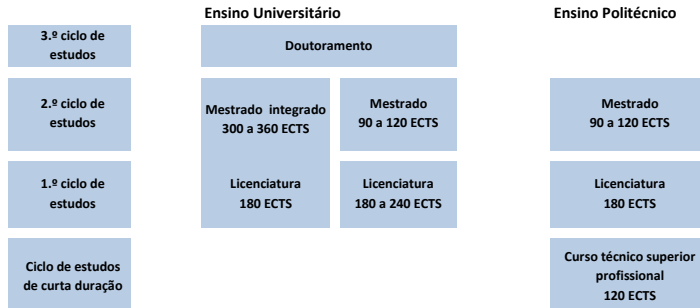 Ensino Universitário
Ensino Politécnico
3.º ciclo de
estudos
Doutoramento
2.º ciclo de
estudos
Mestrado integrado
300 a 360 ECTS
Mestrado
90 a 120 ECTS
Mestrado
90 a 120 ECTS
1.º ciclo de
estudos
Licenciatura
180 ECTS
Licenciatura
180 a 240 ECTS
Licenciatura
180 ECTS
Ciclo de estudos
de curta duração
Curso técnico superior
profissional
120 ECTS